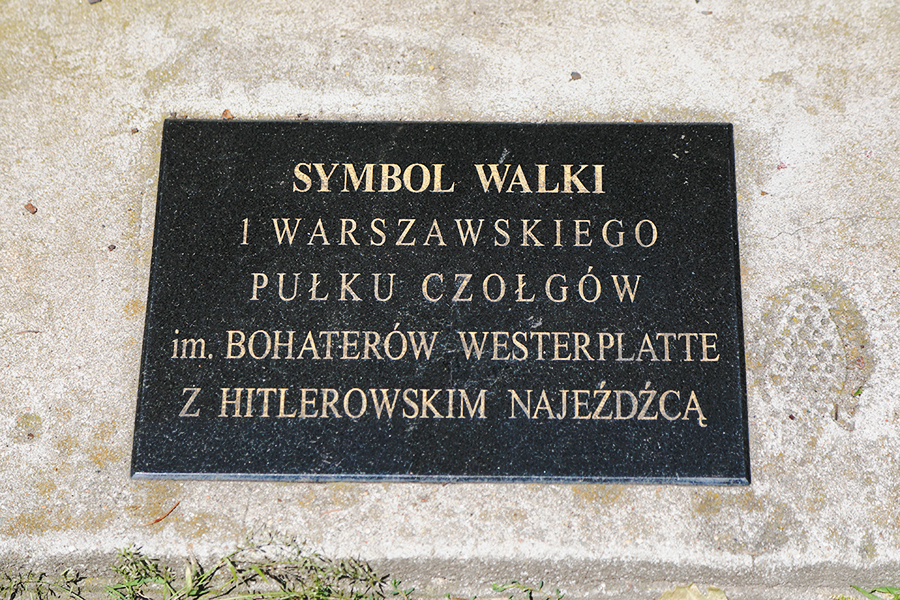 SYMBOL WALKI
1 WARSZAWSKIEGO
PUŁKU CZOŁGÓW
im. BOHATERÓW WESTERPLATTE
Z HITLEROWSKIM NAJEŹDŹCĄ